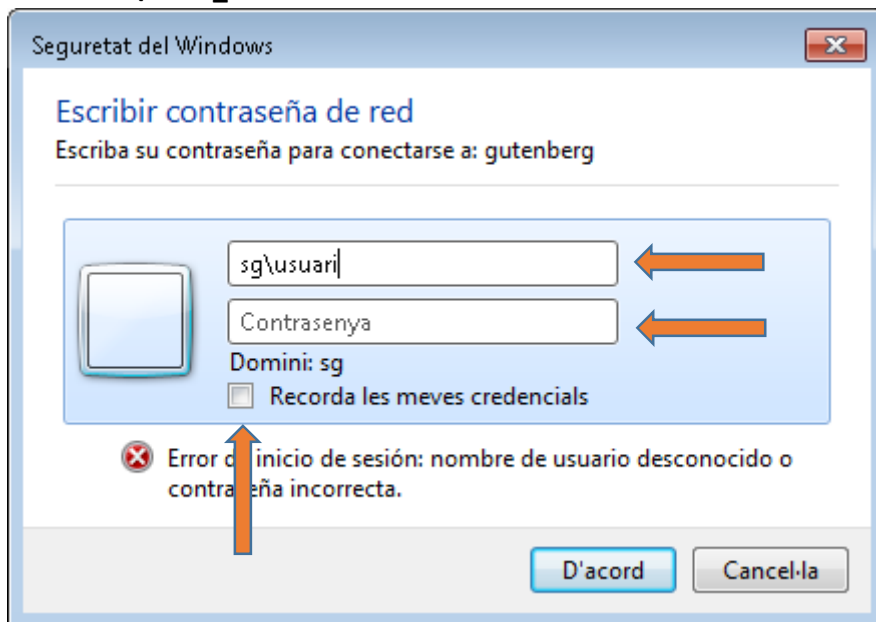 Seguretat del Windows
Escribir contraseña de red
Escriba su contraseña para conectarse a: gutenberg
sg\usuari
Contrasenya
Domini: sg
Recorda les meves credencials
Error de inicio de sesión: nombre de usuario desconocido o
contraseña incorrecta.
D'acord
Cancel·la